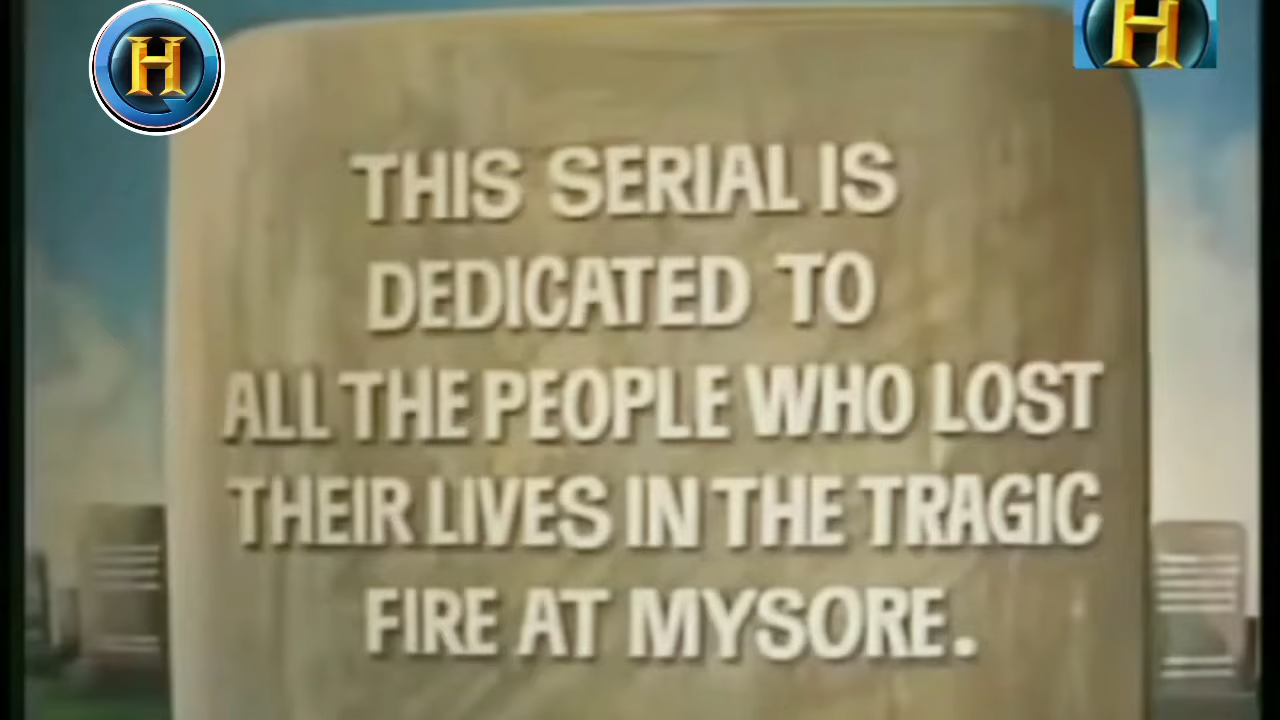 H
H
THIS SERIAL IS
DEDICATED TO
ALL THE PEOPLE WHO LOST
THEIR LIVES IN THE TRAGIC
FIRE AT MYSORE.